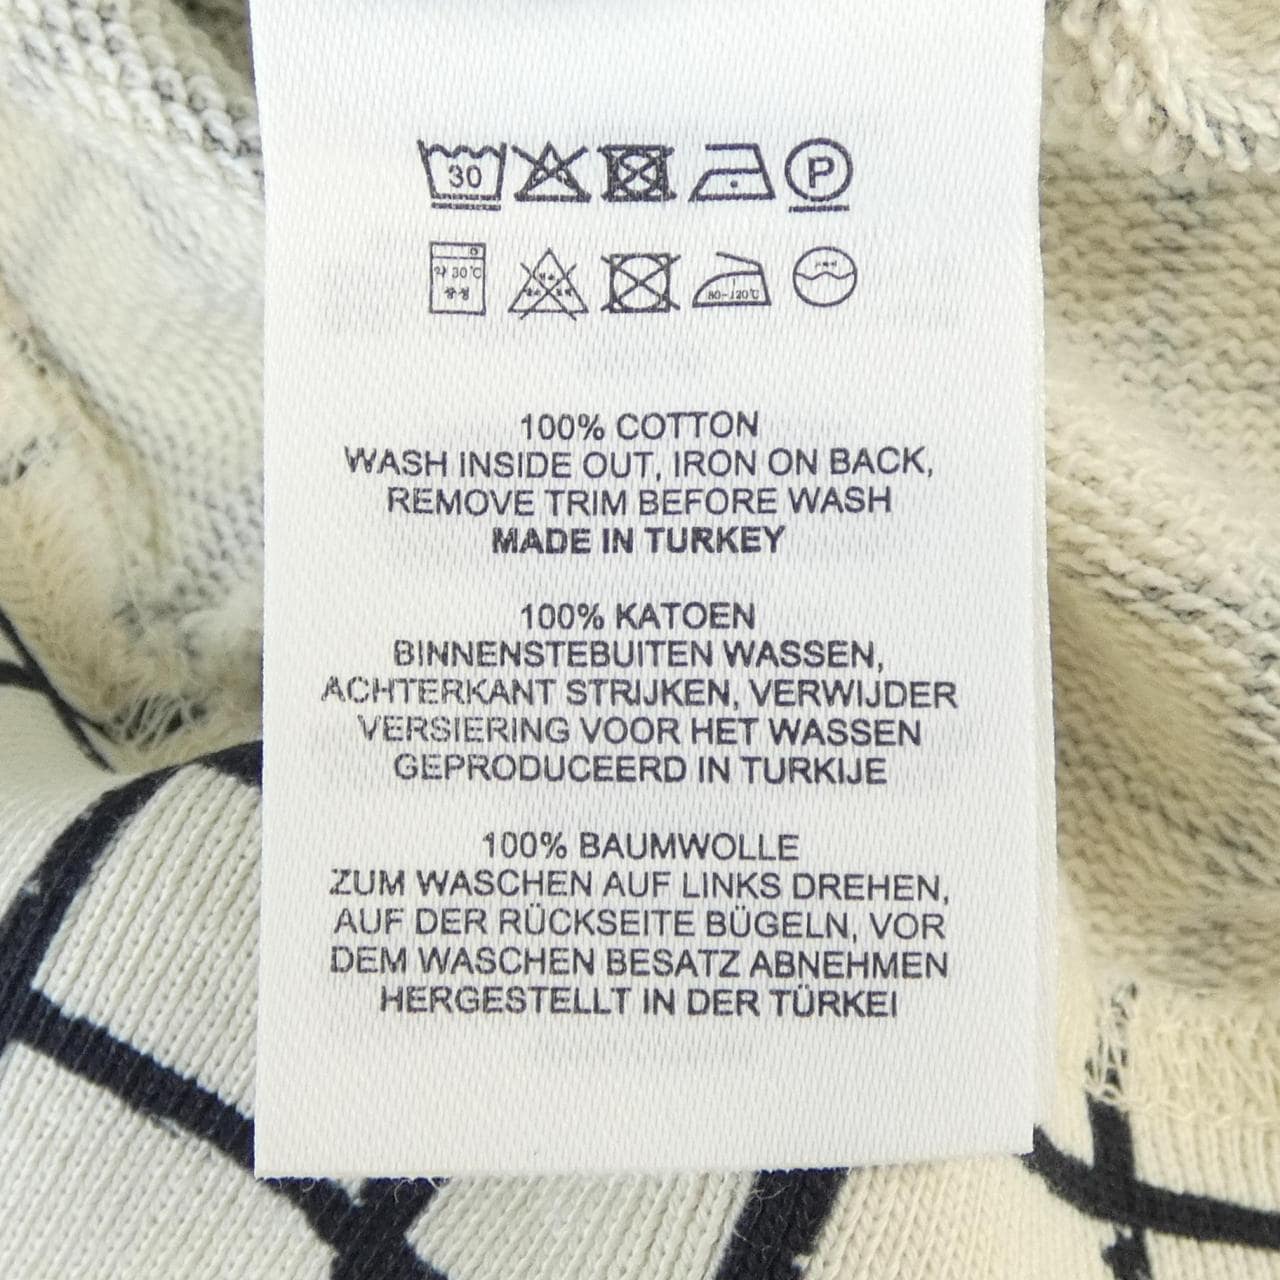 30
P
30℃
80-120℃
100% COTTON
WASH INSIDE OUT, IRON ON BACK,
REMOVE TRIM BEFORE WASH
MADE IN TURKEY
100% KATOEN
BINNENSTEBUITEN WASSEN,
ACHTERKANT STRIJKEN, VERWIJDER
VERSIERING VOOR HET WASSEN
GEPRODUCEERD IN TURKIJE
100% BAUMWOLLE
ZUM WASCHEN AUF LINKS DREHEN,
AUF DER RÜCKSEITE BÜGELN, VOR
DEM WASCHEN BESATZ ABNEHMEN
HERGESTELLT IN DER TÜRKEI